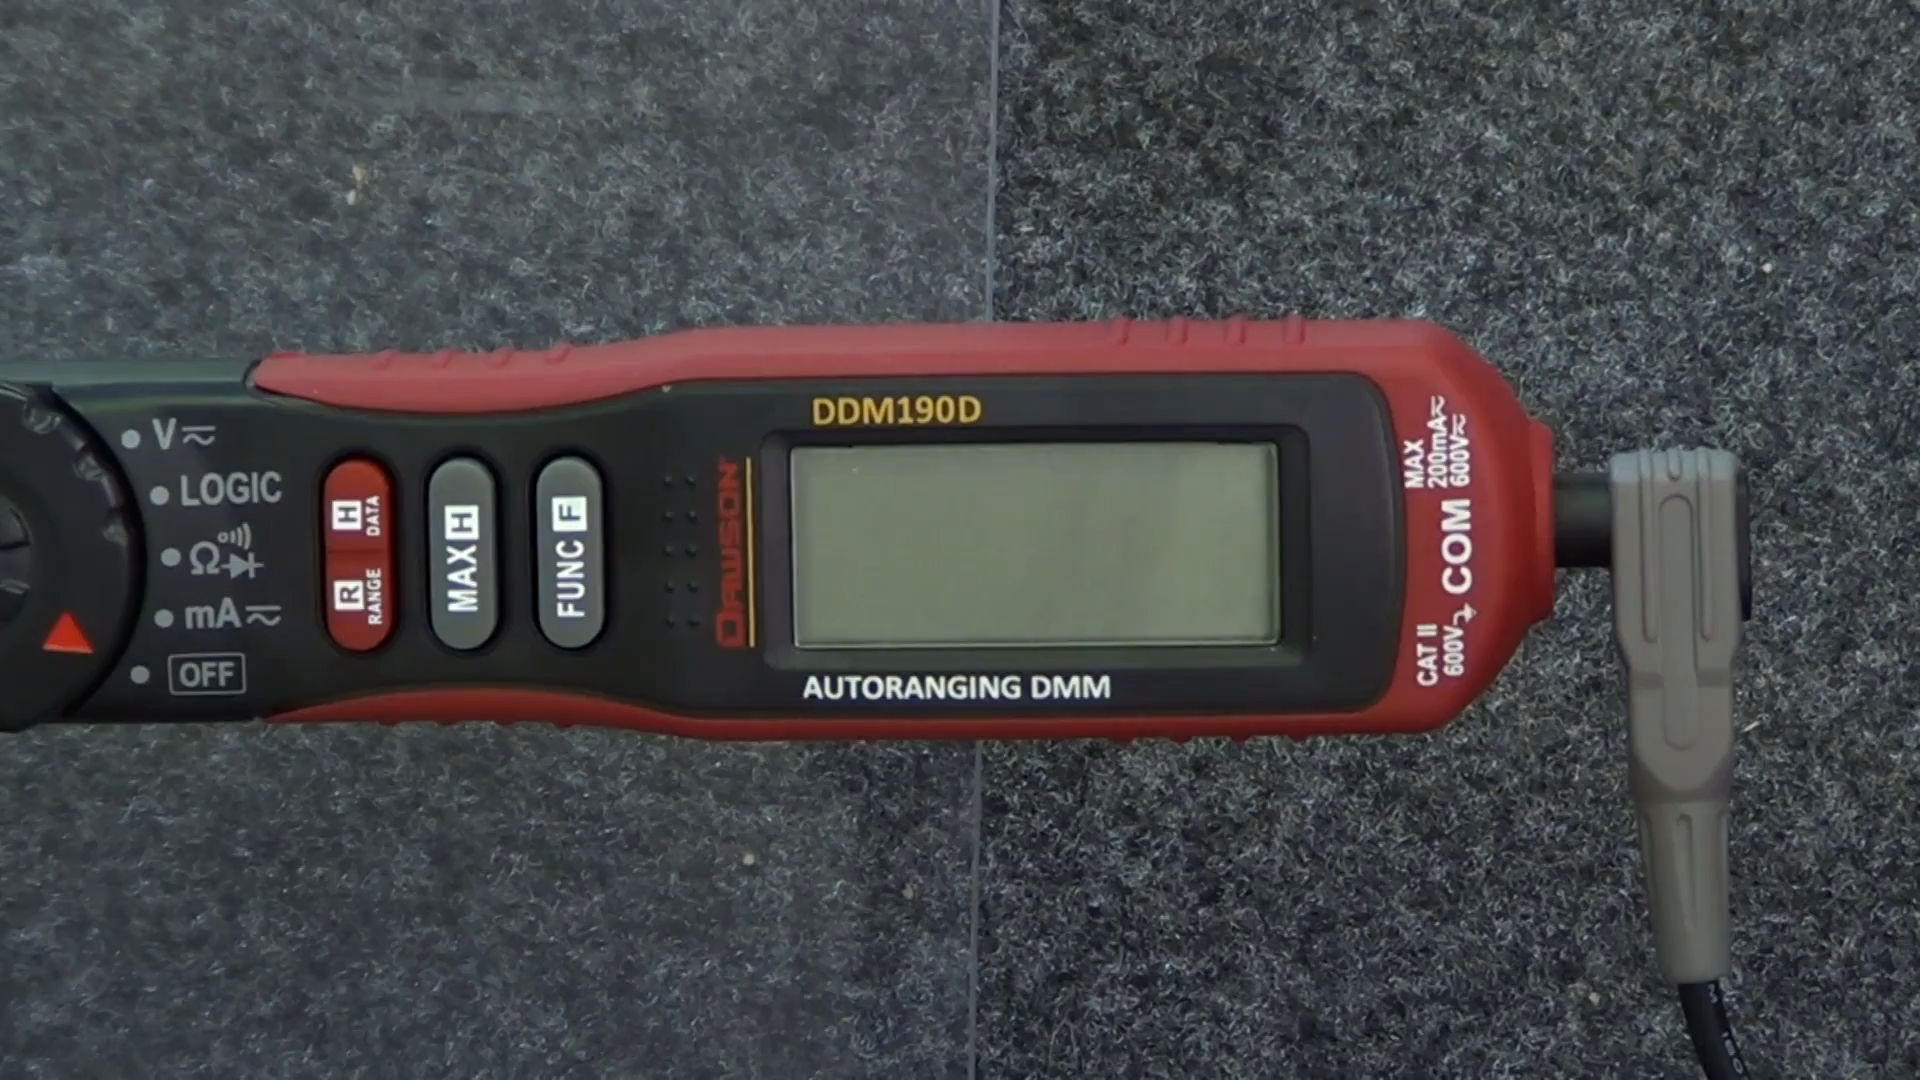 DDM190D
DAWSON
AUTORANGING DMM
V
LOGIC
Ω
mA
OFF
H DATA
R RANGE
MAX H
FUNC F
MAX
200mA
600V
COM
CAT II
600V